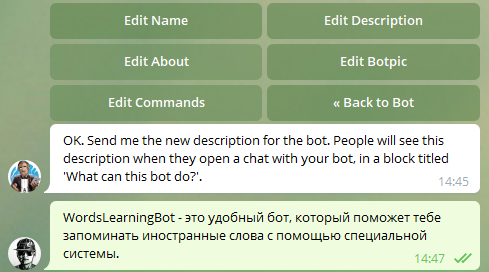 Edit Name
Edit Description
Edit About
Edit Botpic
Edit Commands
« Back to Bot
OK. Send me the new description for the bot. People will see this
description when they open a chat with your bot, in a block titled
'What can this bot do?'.
14:45
WordsLearningBot - это удобный бот, который поможет тебе
запоминать иностранные слова с помощью специальной
системы.
14:47